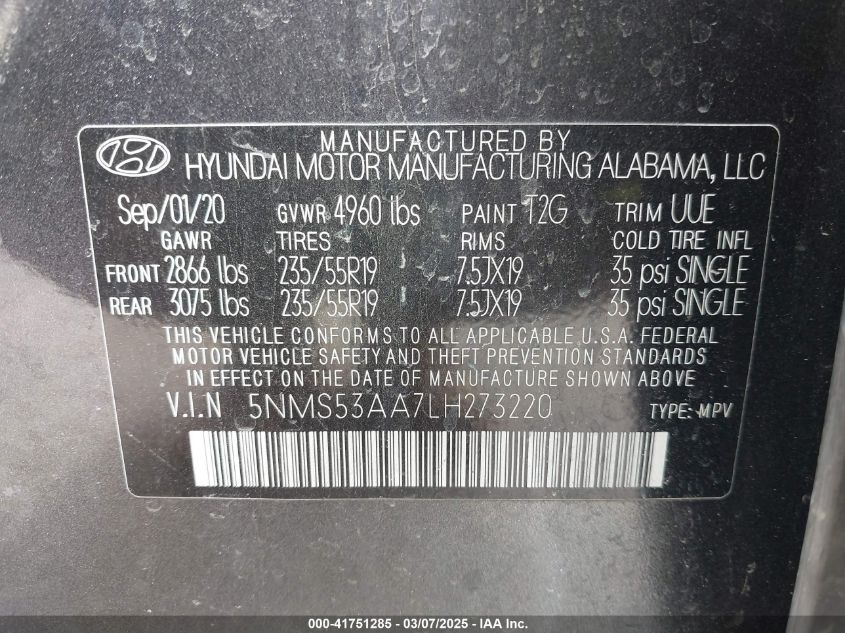 MANUFACTURED BY
HYUNDAI MOTOR MANUFACTURING ALABAMA, LLC
Sep/01/20 GVWR 4960 lbs PAINT T2G TRIM UUE
GAWR TIRES RIMS COLD TIRE INFL
FRONT 2866 lbs 235/55R19 7.5JX19 35 psi SINGLE
REAR 3075 lbs 235/55R19 7.5JX19 35 psi SINGLE
THIS VEHICLE CONFORMS TO ALL APPLICABLE U.S.A. FEDERAL
MOTOR VEHICLE SAFETY AND THEFT PREVENTION STANDARDS
IN EFFECT ON THE DATE OF MANUFACTURE SHOWN ABOVE.
V.I.N 5NMS53AA7LH273220 TYPE: MPV
000-41751285 - 03/07/2025 - IAA Inc.